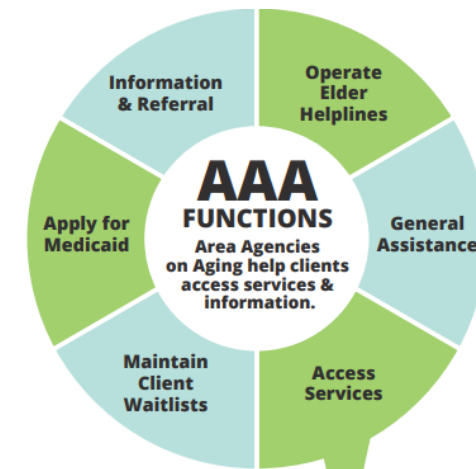 Information
& Referral
Operate
Elder
Helplines
Apply for
Medicaid
AAA
FUNCTIONS
Area Agencies
on Aging help clients
access services &
information.
General
Assistance
Maintain
Client
Waitlists
Access
Services